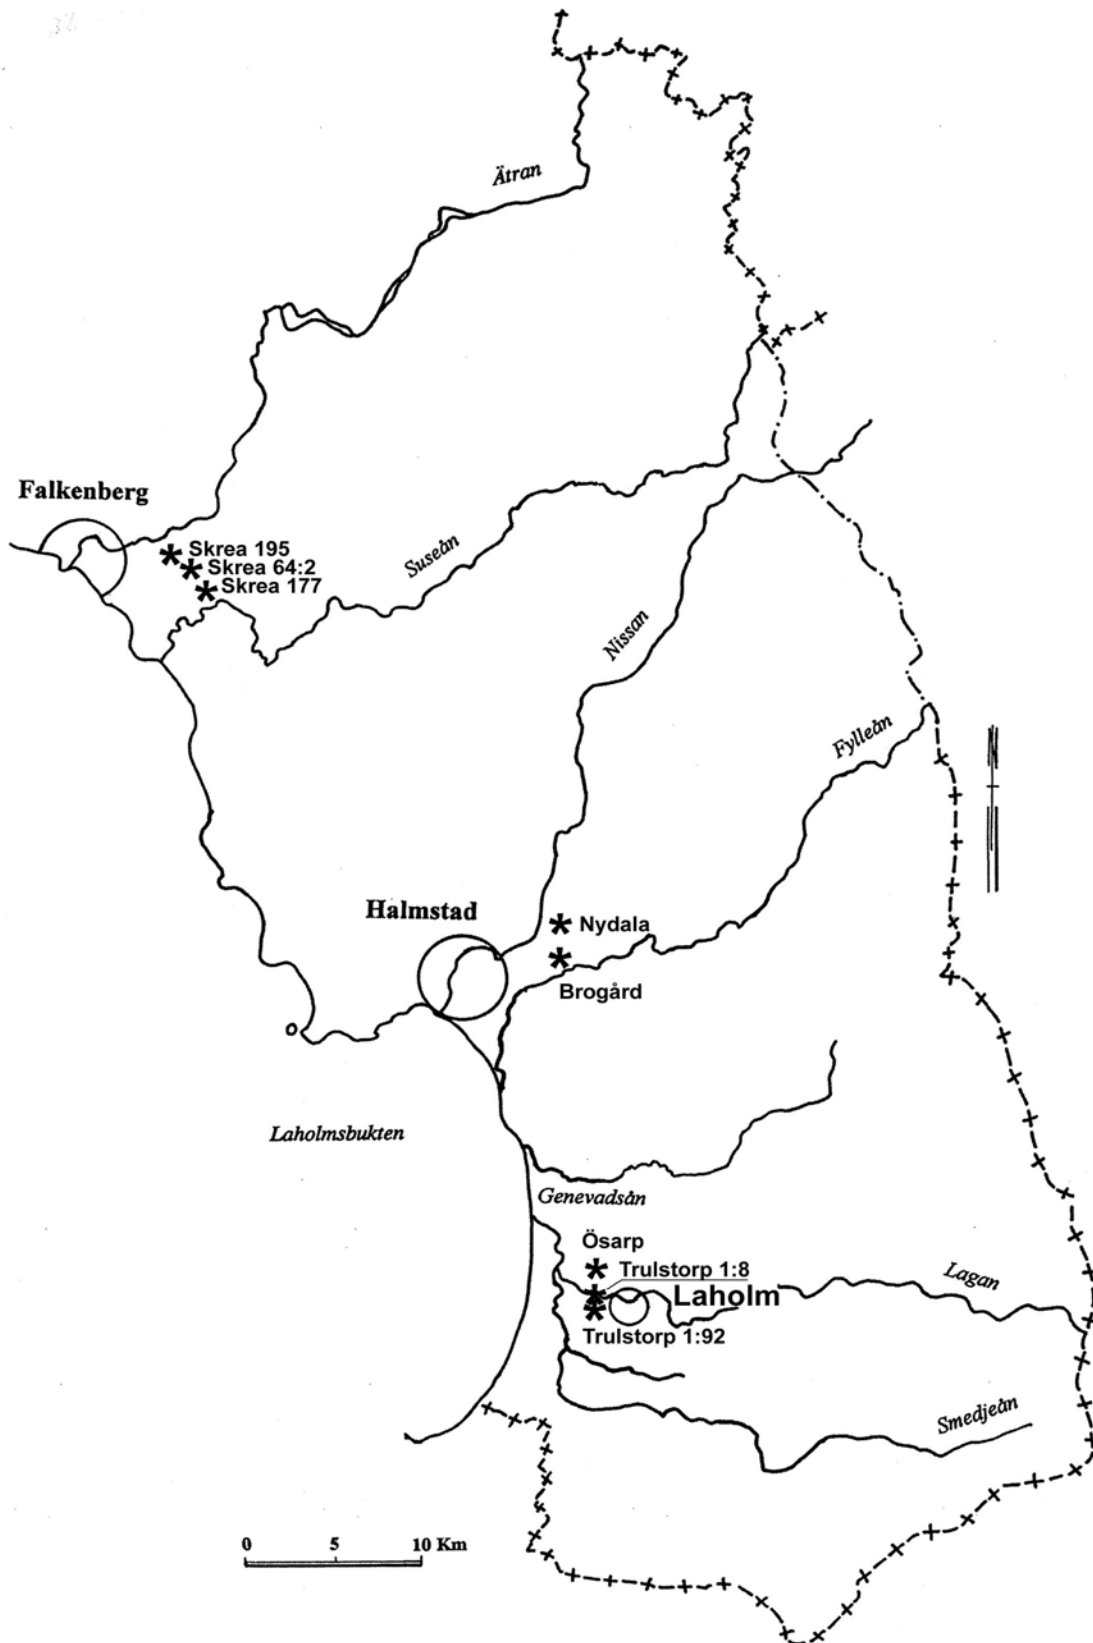 Ätran
Falkenberg
Skrea 195
Skrea 64:2
Skrea 177
Suseån
Nissan
Fylleån
Halmstad
Nydala
Brogård
Laholmsbukten
Genevadsån
Ösarp
Trulstorp 1:8
Laholm
Lagan
Trulstorp 1:92
Smedjeån
0 5 10 Km